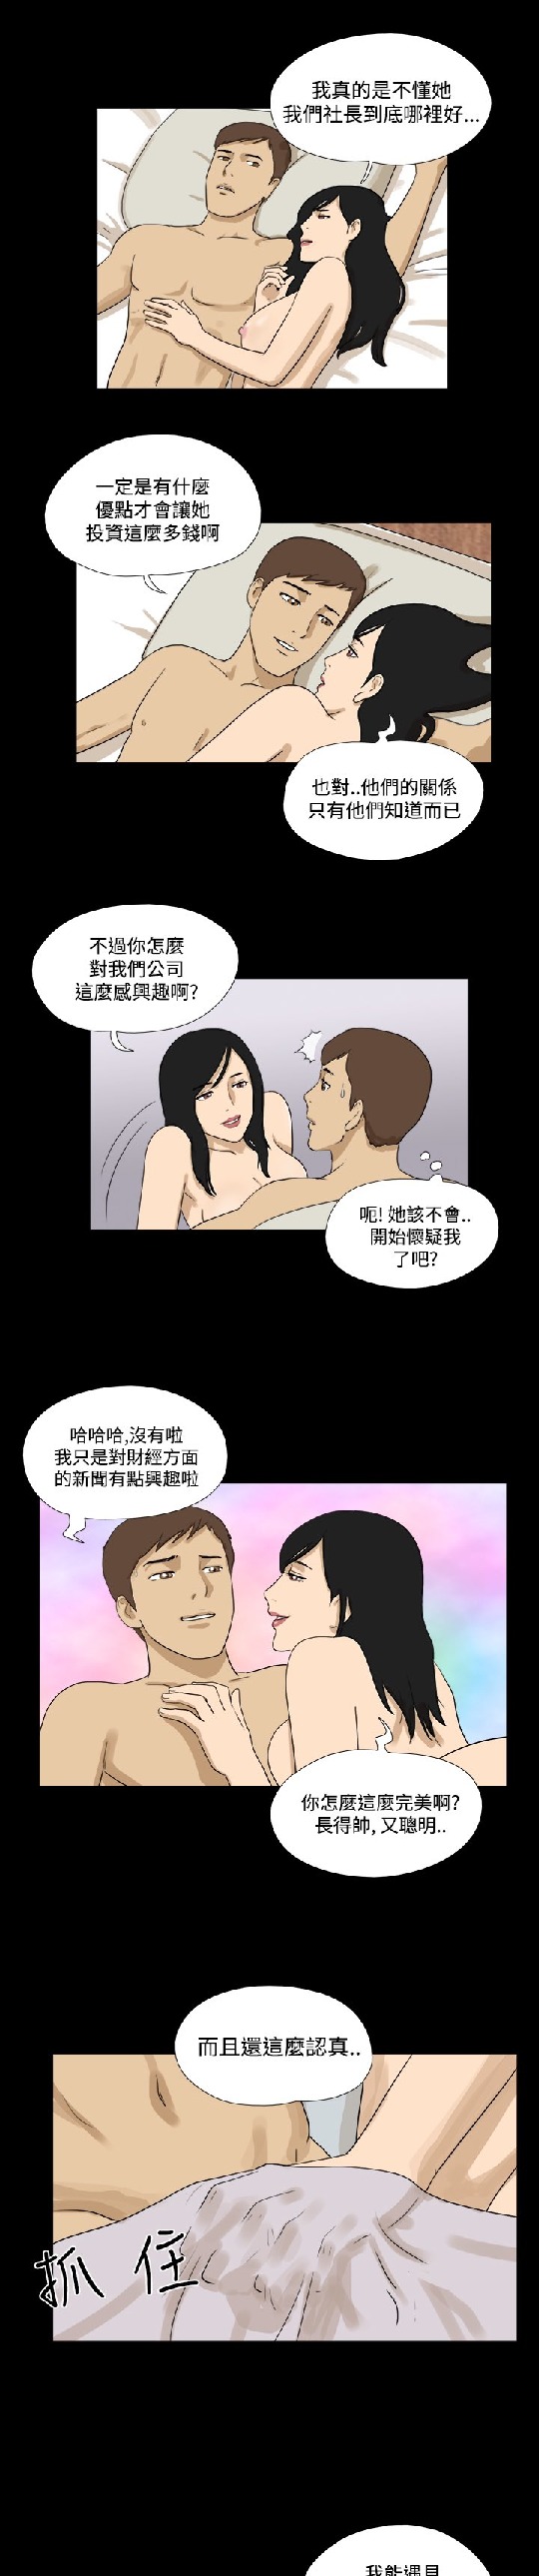 我真的是不懂她
我們社長到底哪裡好...
一定是有什麼
優點才會讓她
投資這麼多錢啊
也對..他們的關係
只有他們知道而已
不過你怎麼
對我們公司
這麼感興趣啊?
呃! 她該不會..
開始懷疑我
了吧?
哈哈哈,沒有啦
我只是對財經方面
的新聞有點興趣啦
你怎麼這麼完美啊?
長得帥, 又聰明..
而且還這麼認真..
抓住
我能遇見